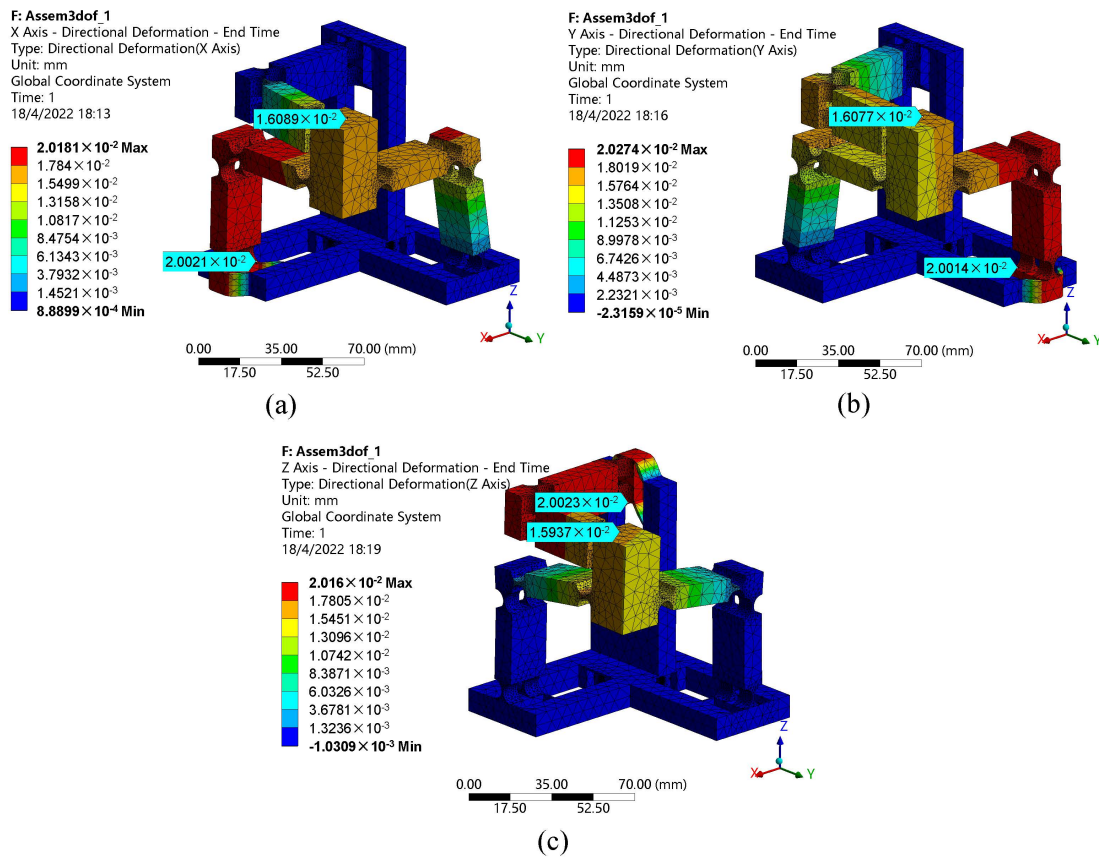 F: Assem3dof_1
X Axis - Directional Deformation - End Time
Type: Directional Deformation(X Axis)
Unit: mm
Global Coordinate System
Time: 1
18/4/2022 18:13
1.6089×10⁻²
2.0181×10⁻² Max
1.784×10⁻²
1.5499×10⁻²
1.3158×10⁻²
1.0817×10⁻²
8.4754×10⁻³
6.1343×10⁻³
3.7932×10⁻³
1.4521×10⁻³
8.8899×10⁻⁴ Min
2.0021×10⁻²
Z
X
Y
0.00 35.00 70.00 (mm)
17.50 52.50
(a)
F: Assem3dof_1
Y Axis - Directional Deformation - End Time
Type: Directional Deformation(Y Axis)
Unit: mm
Global Coordinate System
Time: 1
18/4/2022 18:16
1.6077×10⁻²
2.0274×10⁻² Max
1.8019×10⁻²
1.5764×10⁻²
1.3508×10⁻²
1.1253×10⁻²
8.9978×10⁻³
6.7426×10⁻³
4.4873×10⁻³
2.2321×10⁻³
-2.3159×10⁻⁵ Min
2.0014×10⁻²
Z
X
Y
0.00 35.00 70.00 (mm)
17.50 52.50
(b)
F: Assem3dof_1
Z Axis - Directional Deformation - End Time
Type: Directional Deformation(Z Axis)
Unit: mm
Global Coordinate System
Time: 1
18/4/2022 18:19
2.0023×10⁻²
1.5937×10⁻²
2.016×10⁻² Max
1.7805×10⁻²
1.5451×10⁻²
1.3096×10⁻²
1.0742×10⁻²
8.3871×10⁻³
6.0326×10⁻³
3.6781×10⁻³
1.3236×10⁻³
-1.0309×10⁻³ Min
Z
X
Y
0.00 35.00 70.00 (mm)
17.50 52.50
(c)